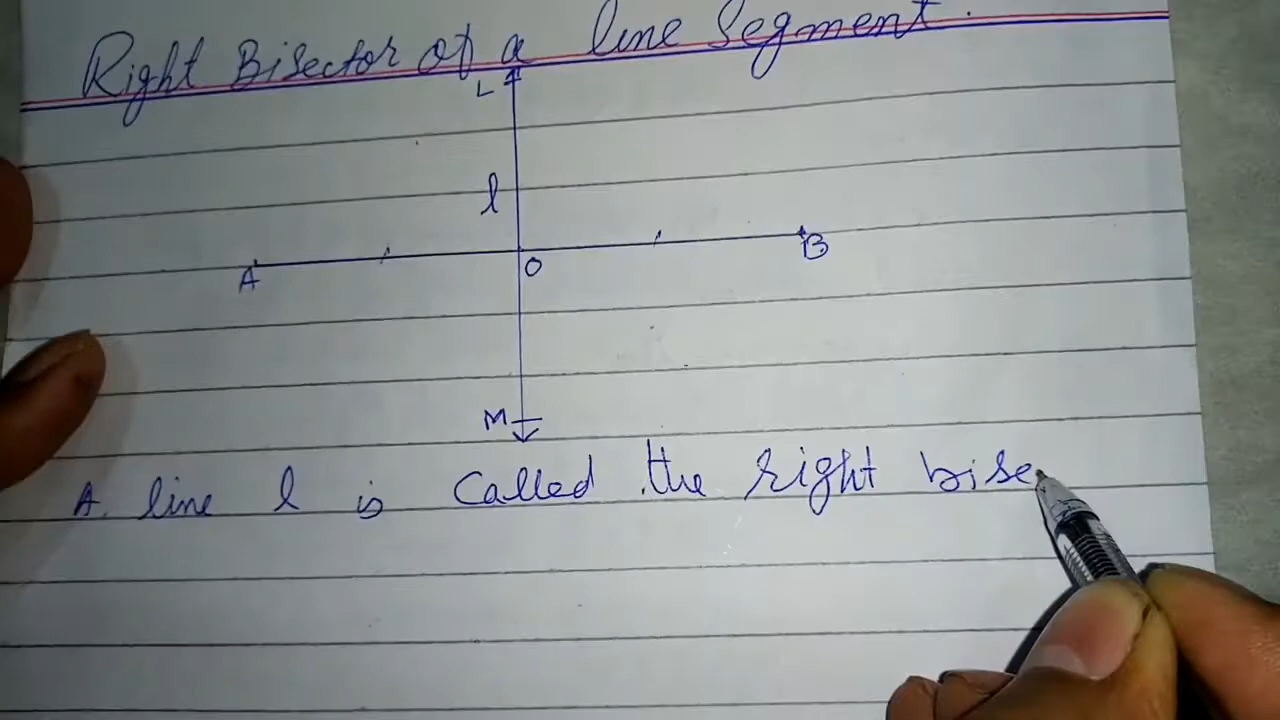 Right Bisector of a line Segment.
L
l
A
O
B
M
A line l is called the right bise